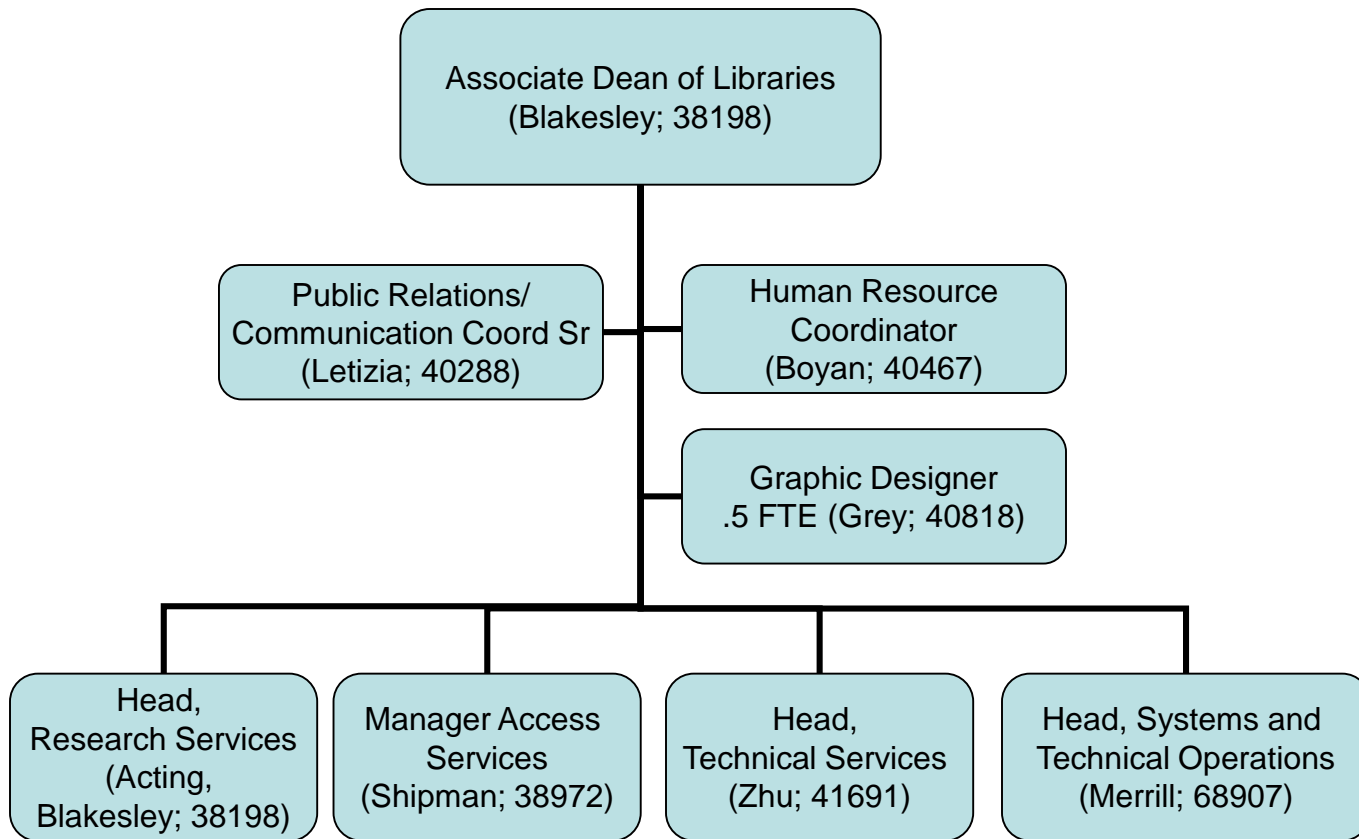 Associate Dean of Libraries
(Blakesley; 38198)
Public Relations/
Communication Coord Sr
(Letizia; 40288)
Human Resource
Coordinator
(Boyan; 40467)
Graphic Designer
.5 FTE (Grey; 40818)
Head,
Research Services
(Acting,
Blakesley; 38198)
Manager Access
Services
(Shipman; 38972)
Head,
Technical Services
(Zhu; 41691)
Head, Systems and
Technical Operations
(Merrill; 68907)